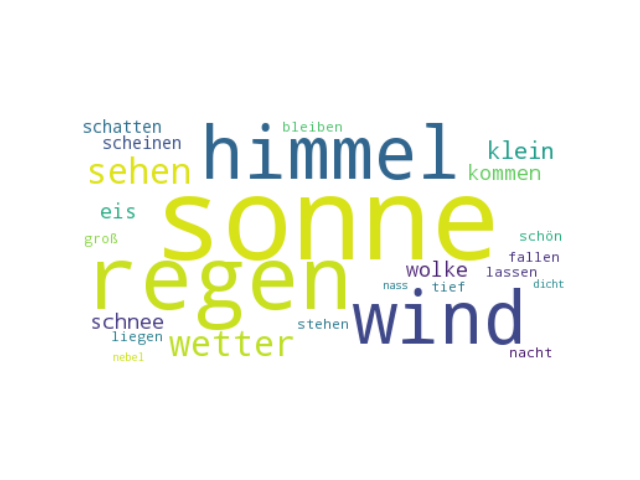 schatten
bleiben
himmel
scheinen
klein
sehen
kommen
sonne
eis
groß
schön
regen
fallen
wolke
lassen
nass
tief
dicht
wind
schnee
stehen
liegen
wetter
nacht
nebel